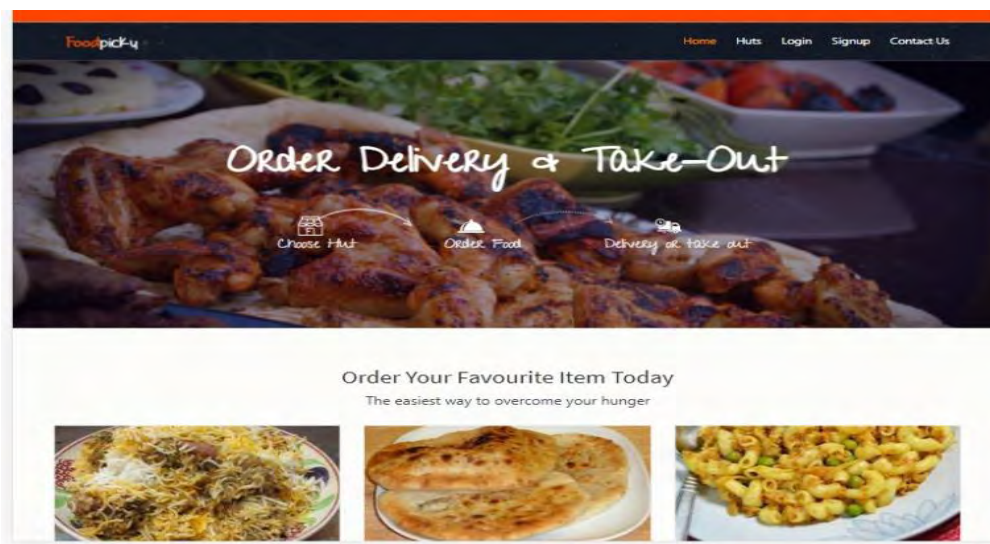 Foodpick-y
Home Huts Login Signup Contact Us
Order Delivery & Take-Out
Choose Hut
Order Food
Delivery or take out
Order Your Favourite Item Today
The easiest way to overcome your hunger